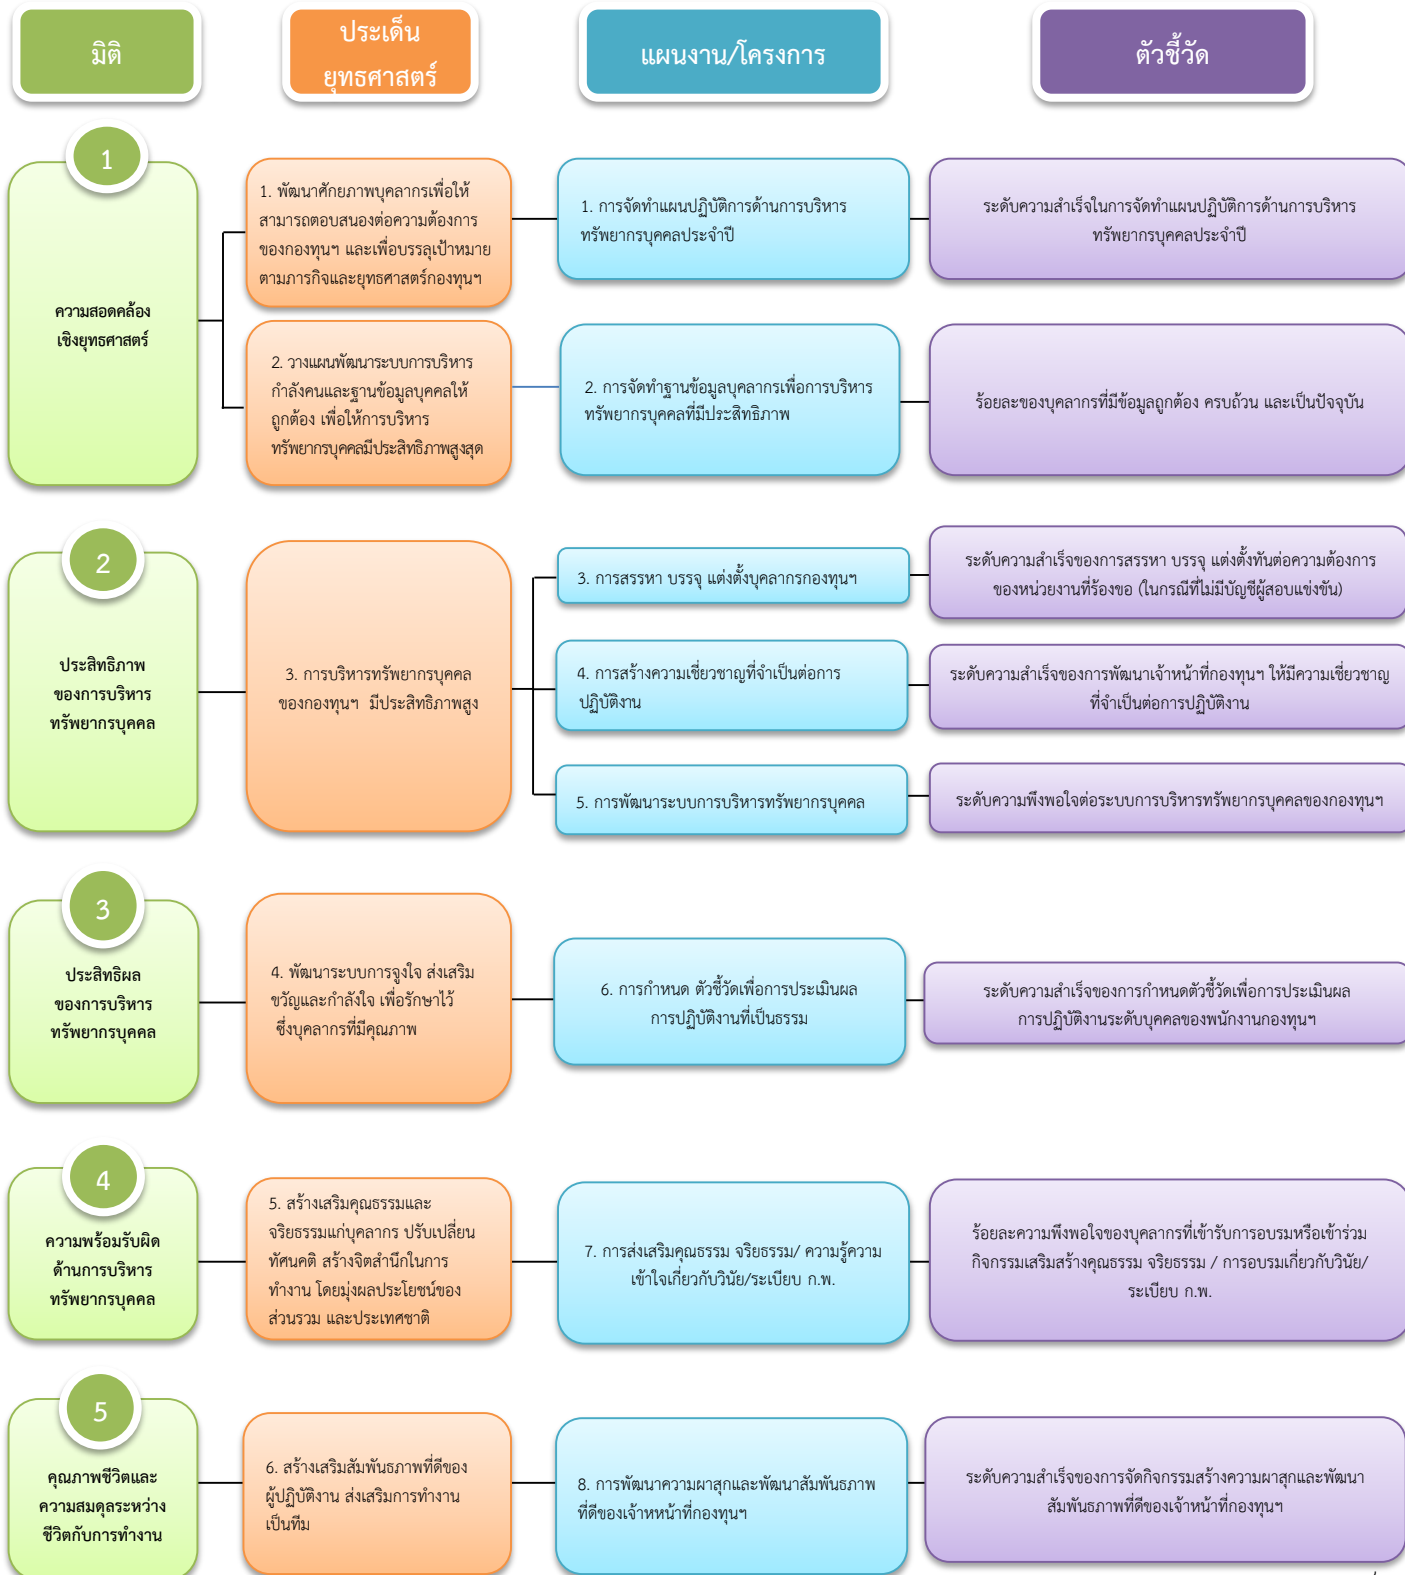 มิติ
ประเด็น
ยุทธศาสตร์
แผนงาน/โครงการ
ตัวชี้วัด
1
ความสอดคล้อง
เชิงยุทธศาสตร์
1. พัฒนาศักยภาพบุคลากรเพื่อให้
สามารถตอบสนองต่อความต้องการ
ของกองทุนฯ และเพื่อบรรลุเป้าหมาย
ตามภารกิจและยุทธศาสตร์กองทุนฯ
1. การจัดทำแผนปฏิบัติการด้านการบริหาร
ทรัพยากรบุคคลประจำปี
ระดับความสำเร็จในการจัดทำแผนปฏิบัติการด้านการบริหาร
ทรัพยากรบุคคลประจำปี
2. วางแผนพัฒนาระบบการบริหาร
กำลังคนและฐานข้อมูลบุคคลให้
ถูกต้อง เพื่อให้การบริหาร
ทรัพยากรบุคคลมีประสิทธิภาพสูงสุด
2. การจัดทำฐานข้อมูลบุคลากรเพื่อการบริหาร
ทรัพยากรบุคคลที่มีประสิทธิภาพ
ร้อยละของบุคลากรที่มีข้อมูลถูกต้อง ครบถ้วน และเป็นปัจจุบัน
2
ประสิทธิภาพ
ของการบริหาร
ทรัพยากรบุคคล
3. การบริหารทรัพยากรบุคคล
ของกองทุนฯ มีประสิทธิภาพสูง
3. การสรรหา บรรจุ แต่งตั้งบุคลากรกองทุนฯ
ระดับความสำเร็จของการสรรหา บรรจุ แต่งตั้งทันต่อความต้องการ
ของหน่วยงานที่ร้องขอ (ในกรณีที่ไม่มีบัญชีผู้สอบแข่งขัน)
4. การสร้างความเชี่ยวชาญที่จำเป็นต่อการ
ปฏิบัติงาน
ระดับความสำเร็จของการพัฒนาเจ้าหน้าที่กองทุนฯ ให้มีความเชี่ยวชาญ
ที่จำเป็นต่อการปฏิบัติงาน
5. การพัฒนาระบบการบริหารทรัพยากรบุคคล
ระดับความพึงพอใจต่อระบบการบริหารทรัพยากรบุคคลของกองทุนฯ
3
ประสิทธิผล
ของการบริหาร
ทรัพยากรบุคคล
4. พัฒนาระบบการจูงใจ ส่งเสริม
ขวัญและกำลังใจ เพื่อรักษาไว้
ซึ่งบุคลากรที่มีคุณภาพ
6. การกำหนด ตัวชี้วัดเพื่อการประเมินผล
การปฏิบัติงานที่เป็นธรรม
ระดับความสำเร็จของการกำหนดตัวชี้วัดเพื่อการประเมินผล
การปฏิบัติงานระดับบุคคลของพนักงานกองทุนฯ
4
ความพร้อมรับผิด
ด้านการบริหาร
ทรัพยากรบุคคล
5. สร้างเสริมคุณธรรมและ
จริยธรรมแก่บุคลากร ปรับเปลี่ยน
ทัศนคติ สร้างจิตสำนึกในการ
ทำงาน โดยมุ่งผลประโยชน์ของ
ส่วนรวม และประเทศชาติ
7. การส่งเสริมคุณธรรม จริยธรรม/ ความรู้ความ
เข้าใจเกี่ยวกับวินัย/ระเบียบ ก.พ.
ร้อยละความพึงพอใจของบุคลากรที่เข้ารับการอบรมหรือเข้าร่วม
กิจกรรมเสริมสร้างคุณธรรม จริยธรรม / การอบรมเกี่ยวกับวินัย/
ระเบียบ ก.พ.
5
คุณภาพชีวิตและ
ความสมดุลระหว่าง
ชีวิตกับการทำงาน
6. สร้างเสริมสัมพันธภาพที่ดีของ
ผู้ปฏิบัติงาน ส่งเสริมการทำงาน
เป็นทีม
8. การพัฒนาความผาสุกและพัฒนาสัมพันธภาพ
ที่ดีของเจ้าหหน้าที่กองทุนฯ
ระดับความสำเร็จของการจัดกิจกรรมสร้างความผาสุกและพัฒนา
สัมพันธภาพที่ดีของเจ้าหน้าที่กองทุนฯ